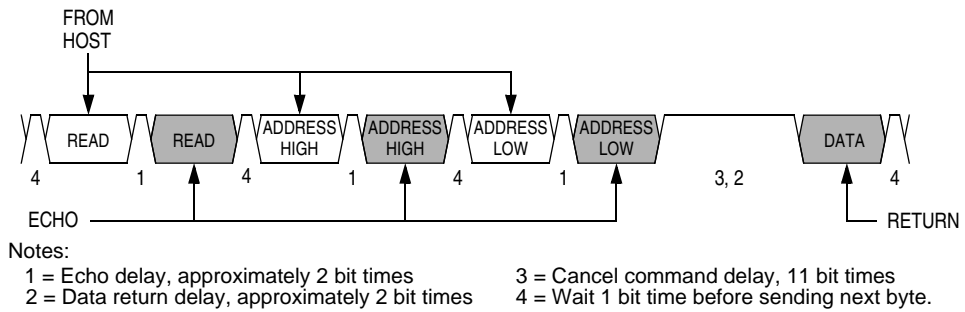 FROM
HOST
READ
READ
ADDRESS
HIGH
ADDRESS
HIGH
ADDRESS
LOW
ADDRESS
LOW
DATA
4
1
4
1
4
1
3, 2
4
ECHO
RETURN
Notes:
1 = Echo delay, approximately 2 bit times
2 = Data return delay, approximately 2 bit times
3 = Cancel command delay, 11 bit times
4 = Wait 1 bit time before sending next byte.